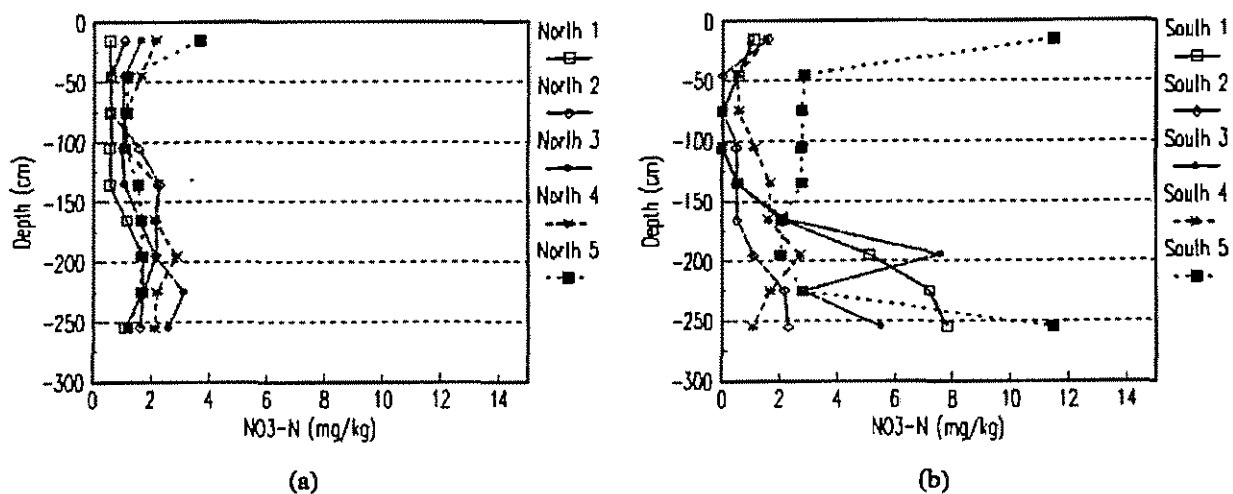 0
-50
-100
-150
-200
-250
-300
Depth (cm)
0 2 4 6 8 10 12 14
NO3-N (mg/kg)
North 1
North 2
North 3
North 4
North 5
(a)
0
-50
-100
-150
-200
-250
-300
Depth (cm)
0 2 4 6 8 10 12 14
NO3-N (mg/kg)
South 1
South 2
South 3
South 4
South 5
(b)